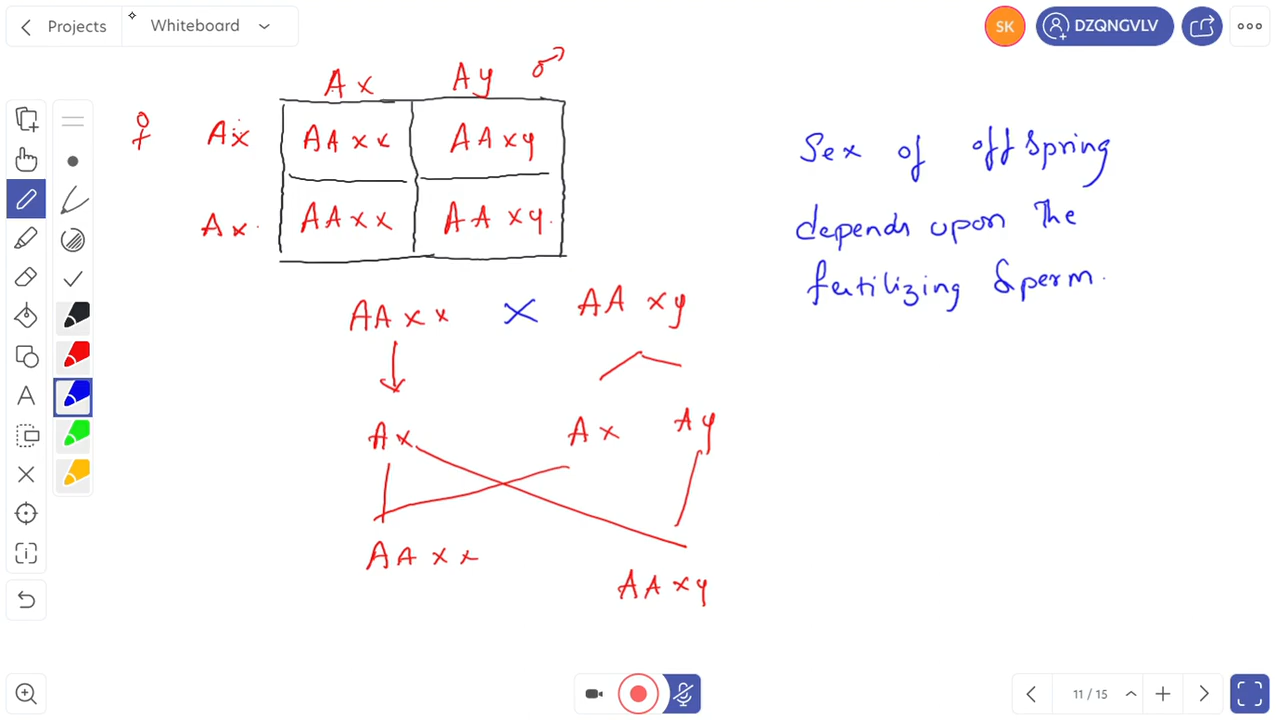 Projects
Whiteboard
SK
DZQNGVLV
Ax Ay ♂
♀ Ax AAxx AAxy
Ax. AAxx AAxy.
AAxx × AAxy
Ax Ax Ay
AAxx AAxy
Sex of offspring
depends upon the
fertilizing sperm.
A
11 / 15